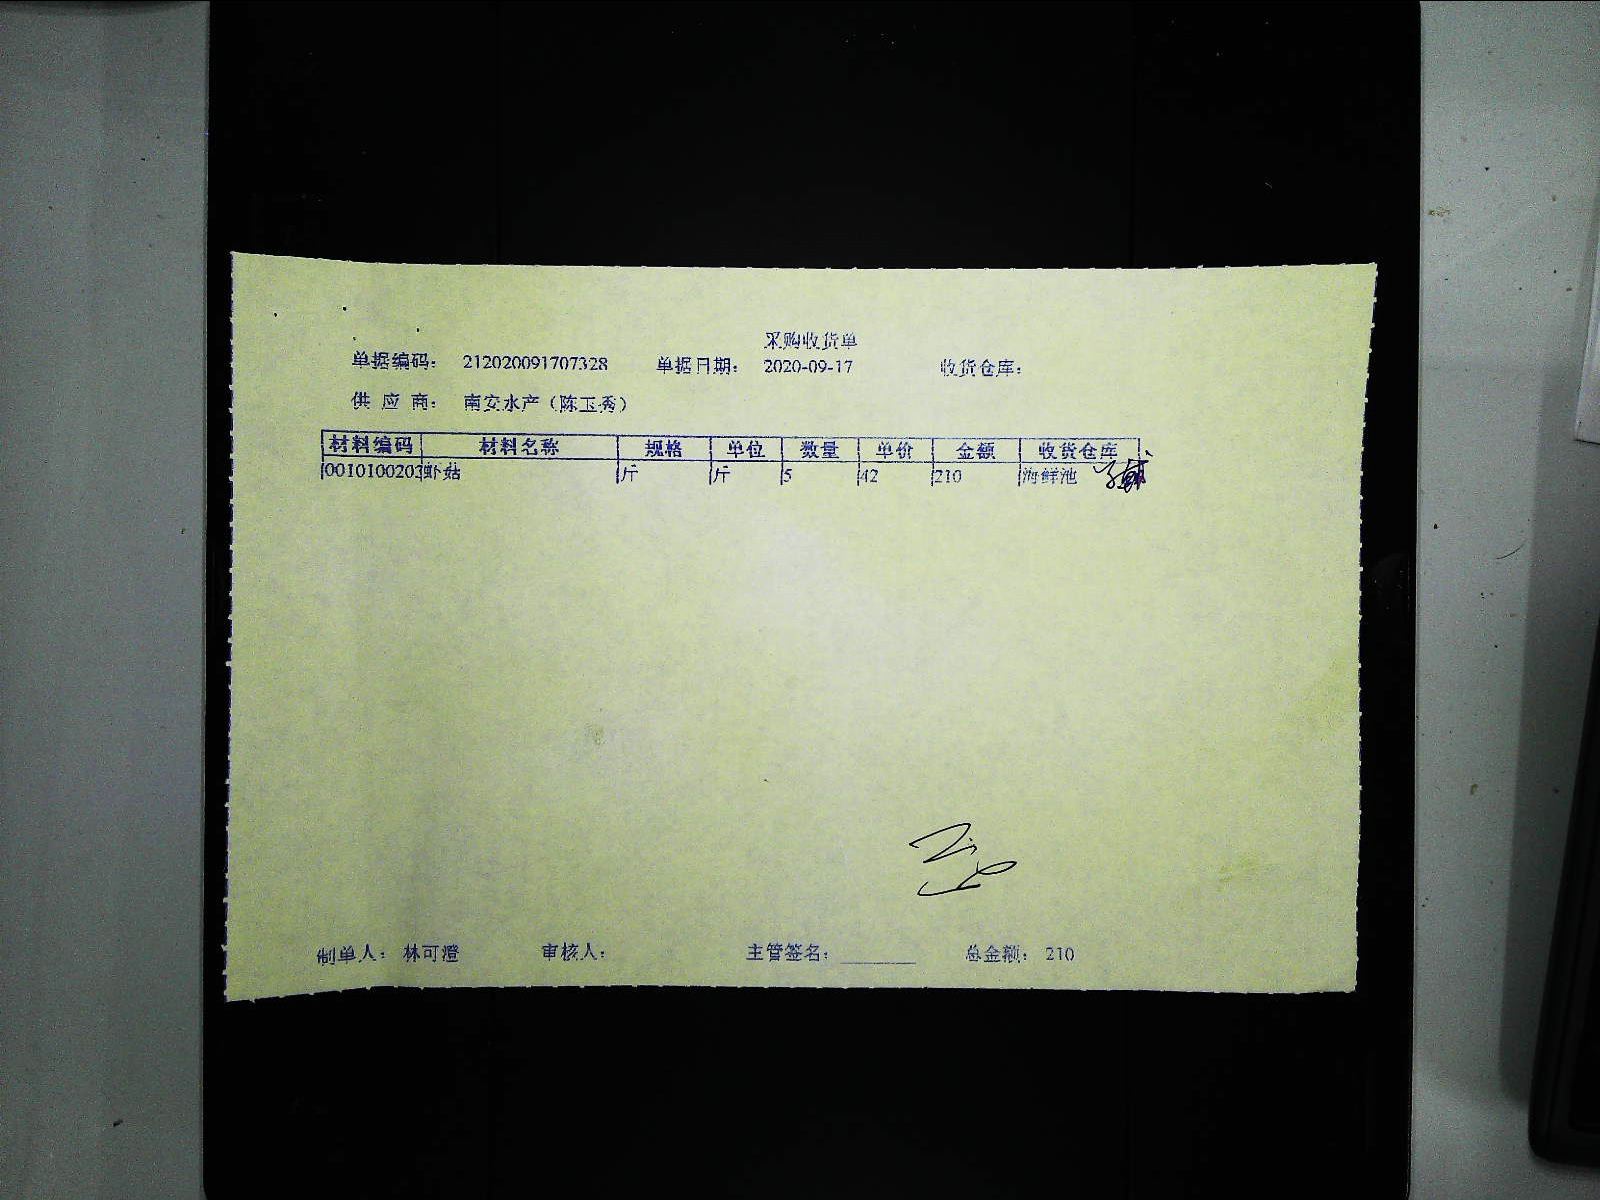 采购收货单
单据编码： 212020091707328 单据日期： 2020-09-17 收货仓库：
供 应 商： 南安水产（陈玉秀）
材料编码 材料名称 规格 单位 数量 单价 金额 收货仓库
0010100203 虾姑 斤 斤 5 42 210 海鲜池
制单人： 林可澄 审核人： 主管签名： ________ 总金额： 210